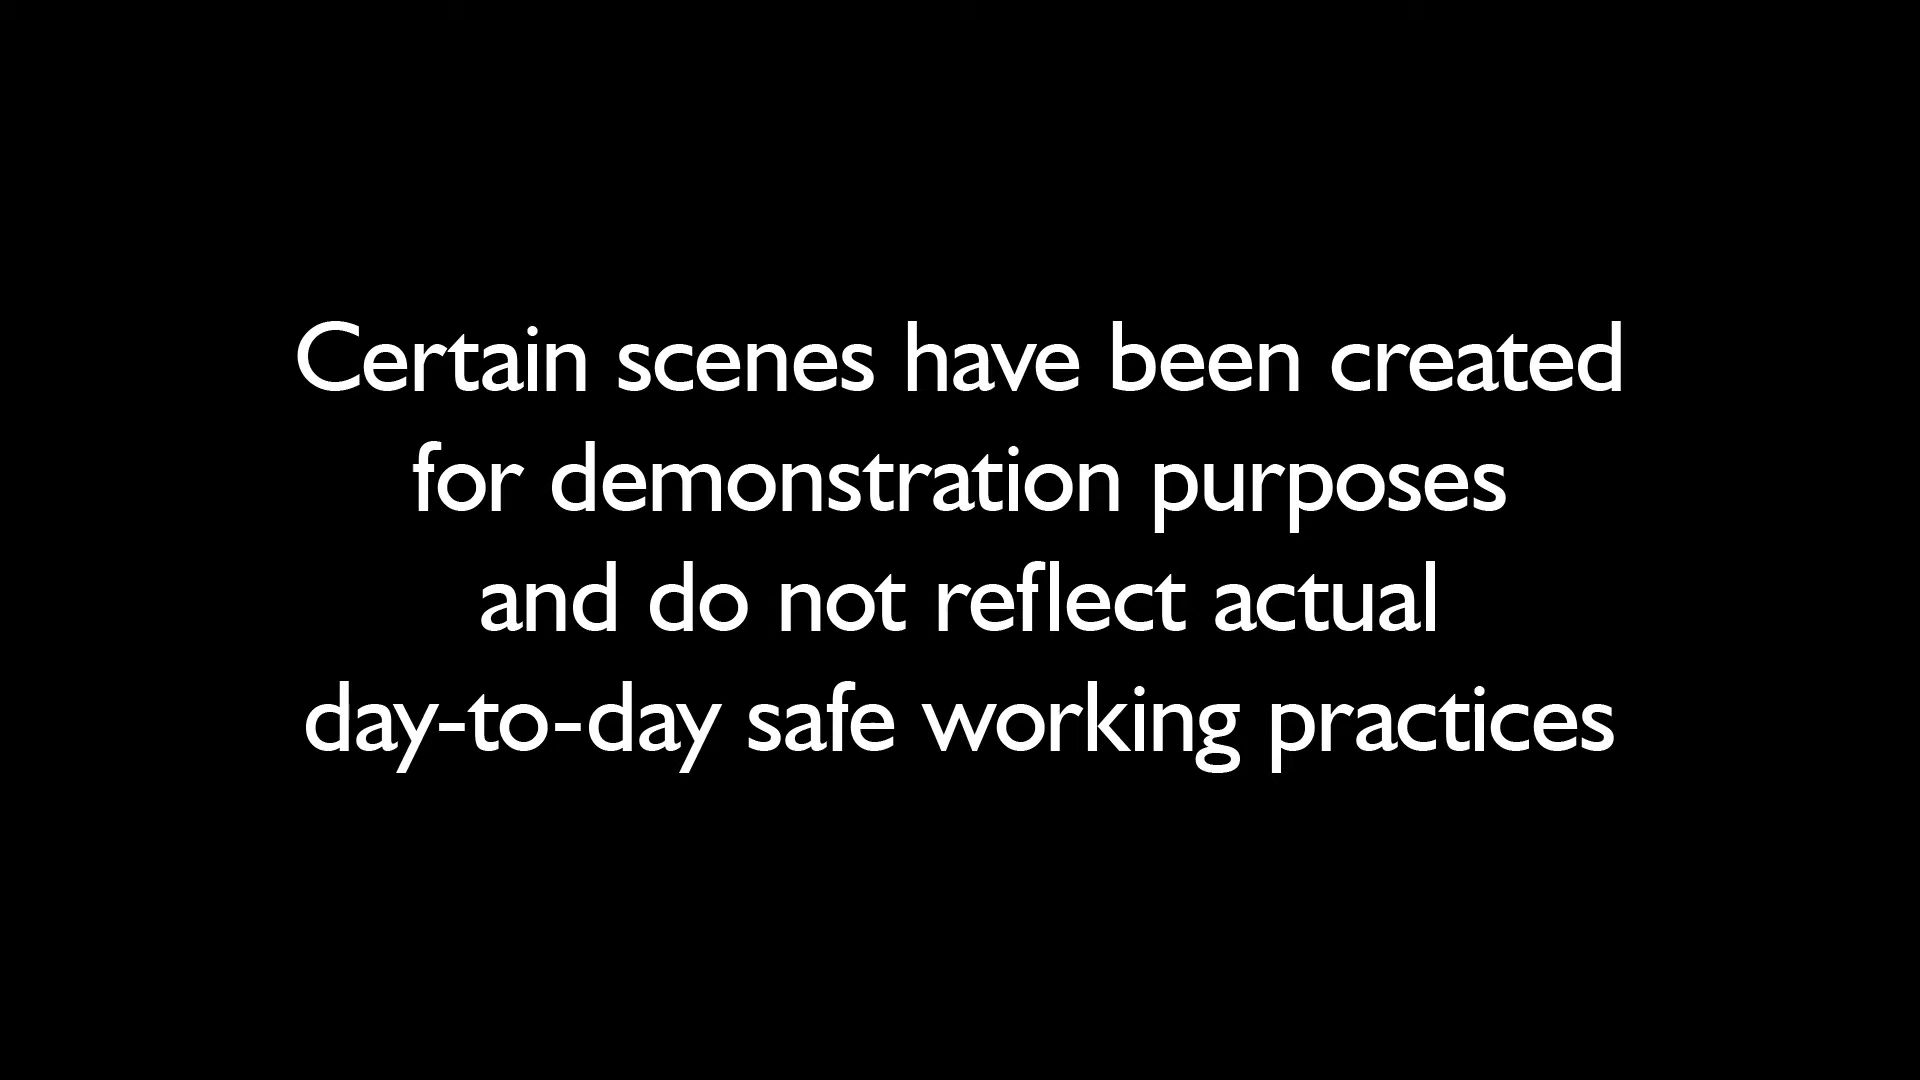 Certain scenes have been created
for demonstration purposes
and do not reflect actual
day-to-day safe working practices